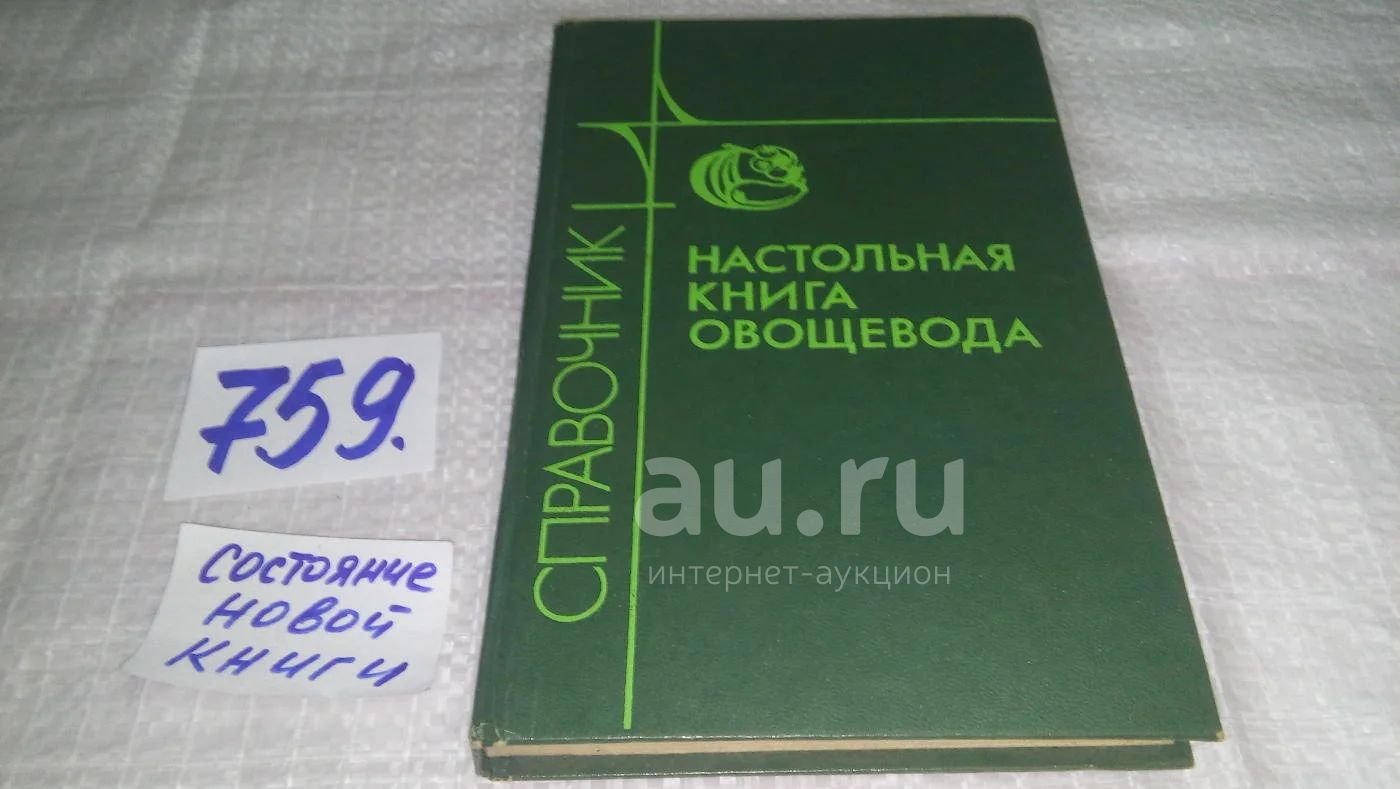 СПРАВОЧНИК
НАСТОЛЬНАЯ
КНИГА
ОВОЩЕВОДА
759.
состояние
новой
книги
au.ru
интернет-аукцион